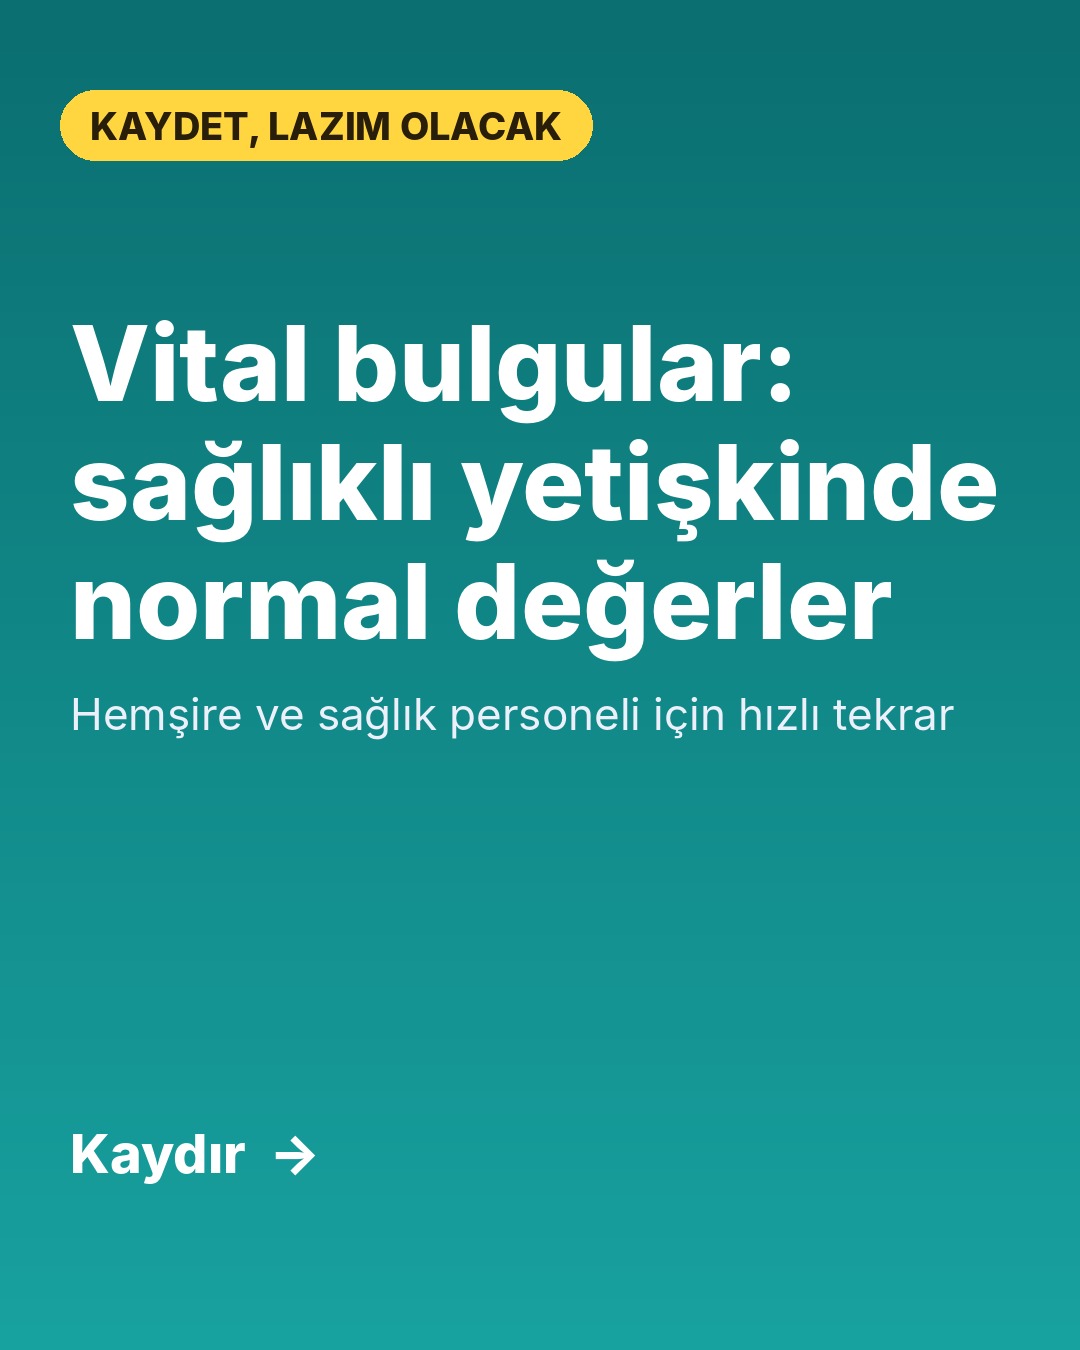 KAYDET, LAZIM OLACAK
Vital bulgular:
sağlıklı yetişkinde
normal değerler
Hemşire ve sağlık personeli için hızlı tekrar
Kaydır →